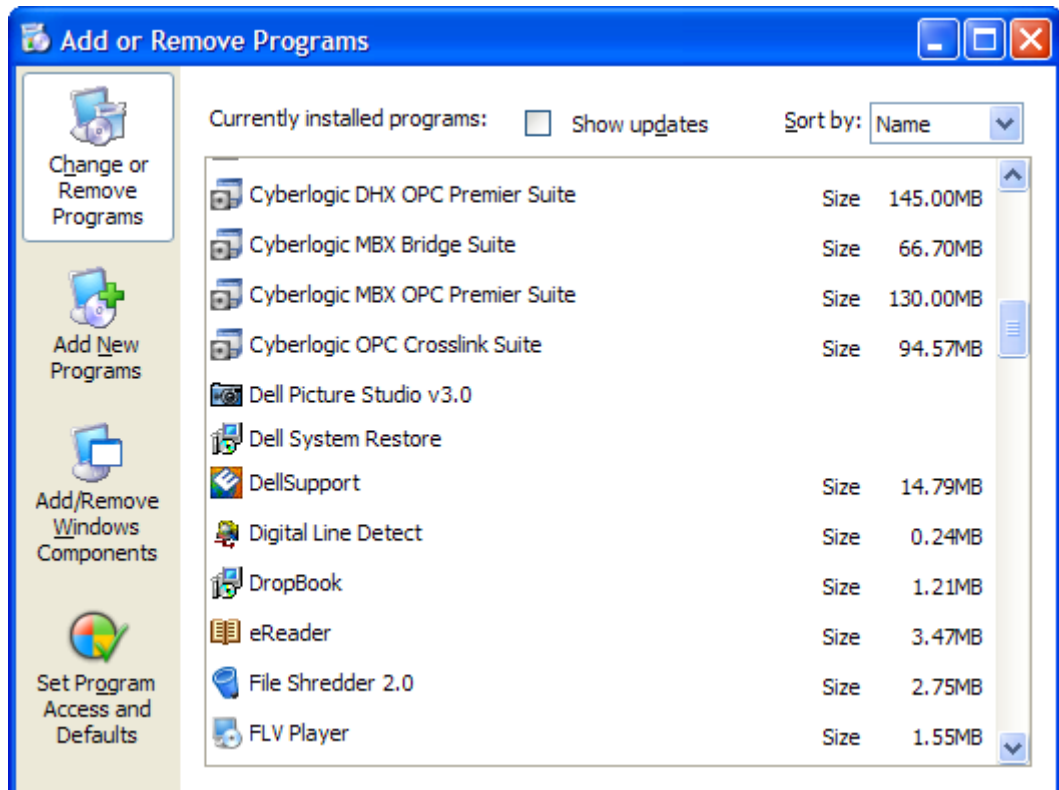 Add or Remove Programs
Change or
Remove
Programs
Add New
Programs
Add/Remove
Windows
Components
Set Program
Access and
Defaults
Currently installed programs: Show updates Sort by: Name
Cyberlogic DHX OPC Premier Suite Size 145.00MB
Cyberlogic MBX Bridge Suite Size 66.70MB
Cyberlogic MBX OPC Premier Suite Size 130.00MB
Cyberlogic OPC Crosslink Suite Size 94.57MB
Dell Picture Studio v3.0
Dell System Restore
DellSupport Size 14.79MB
Digital Line Detect Size 0.24MB
DropBook Size 1.21MB
eReader Size 3.47MB
File Shredder 2.0 Size 2.75MB
FLV Player Size 1.55MB